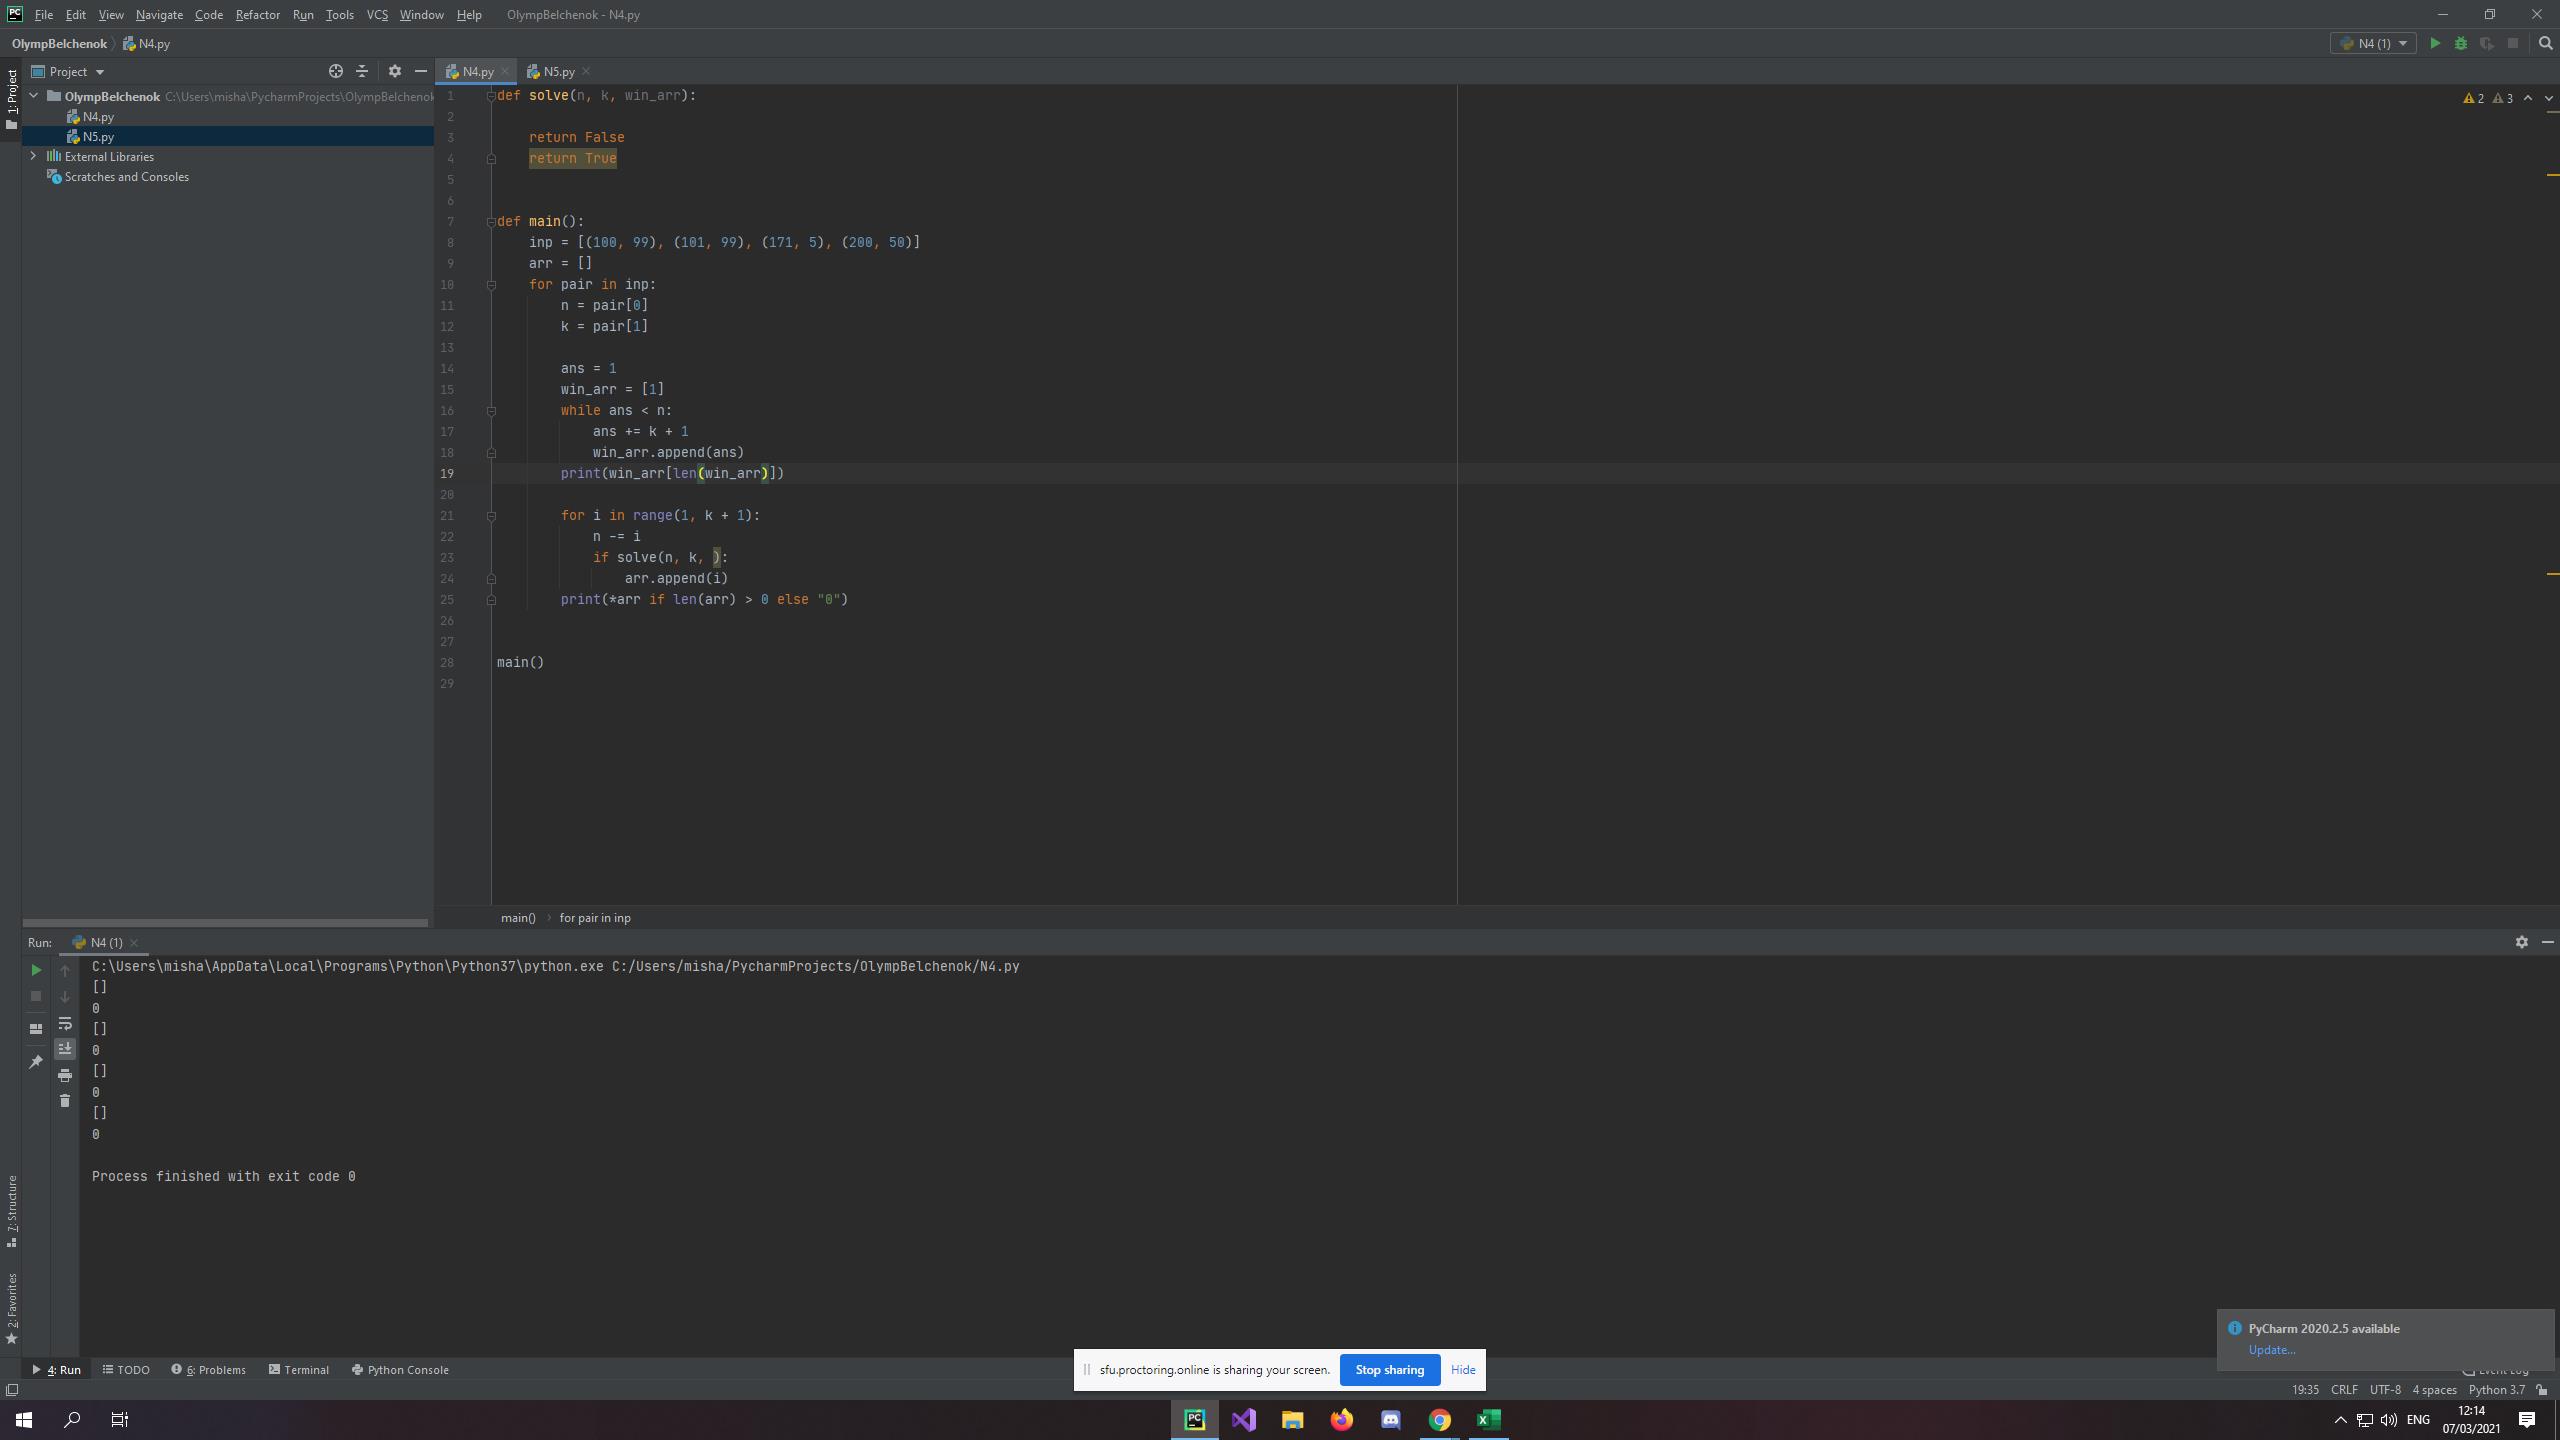 File Edit View Navigate Code Refactor Run Tools VCS Window Help OlympBelchenok - N4.py
OlympBelchenok N4.py N4 (1)
Project N4.py N5.py
1: Project
OlympBelchenok C:\Users\misha\PycharmProjects\OlympBelchenok
N4.py
N5.py
External Libraries
Scratches and Consoles
2 3
1 def solve(n, k, win_arr):
2
3 return False
4 return True
5
6
7 def main():
8 inp = [(100, 99), (101, 99), (171, 5), (200, 50)]
9 arr = []
10 for pair in inp:
11 n = pair[0]
12 k = pair[1]
13
14 ans = 1
15 win_arr = [1]
16 while ans < n:
17 ans += k + 1
18 win_arr.append(ans)
19 print(win_arr[len(win_arr)])
20
21 for i in range(1, k + 1):
22 n -= i
23 if solve(n, k, ):
24 arr.append(i)
25 print(*arr if len(arr) > 0 else "0")
26
27
28 main()
29
main() for pair in inp
Run: N4 (1)
C:\Users\misha\AppData\Local\Programs\Python\Python37\python.exe C:/Users/misha/PycharmProjects/OlympBelchenok/N4.py
[]
0
[]
0
[]
0
[]
0
Process finished with exit code 0
7: Structure
2: Favorites
PyCharm 2020.2.5 available
Update...
4: Run TODO 6: Problems Terminal Python Console Event Log
sfu.proctoring.online is sharing your screen. Stop sharing Hide
19:35 CRLF UTF-8 4 spaces Python 3.7
ENG 12:14
07/03/2021